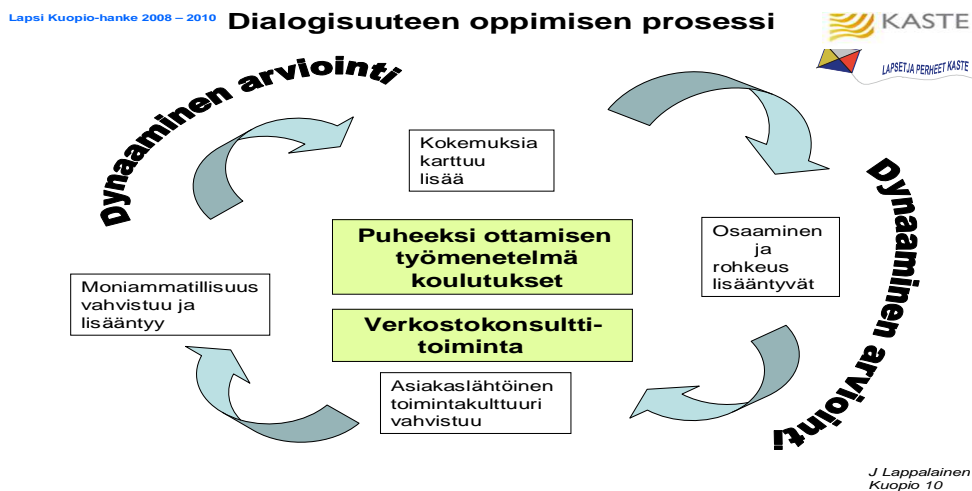 Lapsi Kuopio-hanke 2008 – 2010
Dialogisuuteen oppimisen prosessi
KASTE
LAPSET JA PERHEET KASTE
Dynaaminen arviointi
Kokemuksia
karttuu
lisää
Dynaaminen arviointi
Puheeksi ottamisen
työmenetelmä
koulutukset
Osaaminen
ja
rohkeus
lisääntyvät
Moniammatillisuus
vahvistuu ja
lisääntyy
Verkostokonsultti-
toiminta
Asiakaslähtöinen
toimintakulttuuri
vahvistuu
J Lappalainen
Kuopio 10